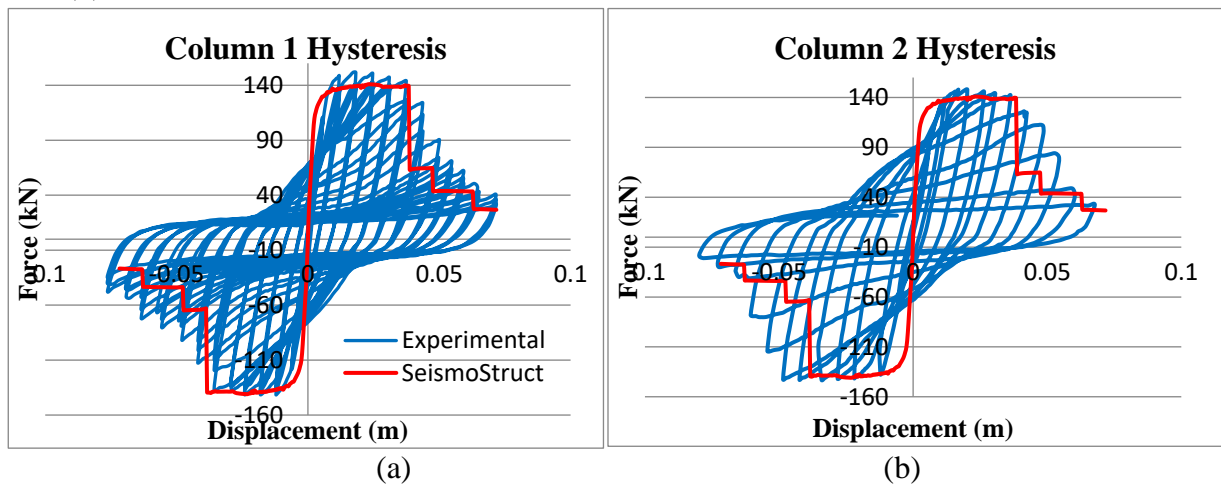 Column 1 Hysteresis
140
90
40
-10
-60
-110
-160
0.1
-0.05
0
0.05
0.1
Force (kN)
Displacement (m)
Experimental
SeismoStruct
(a)
Column 2 Hysteresis
140
90
40
-10
-60
-110
-160
0.1
-0.05
0
0.05
0.1
Force (kN)
Displacement (m)
(b)